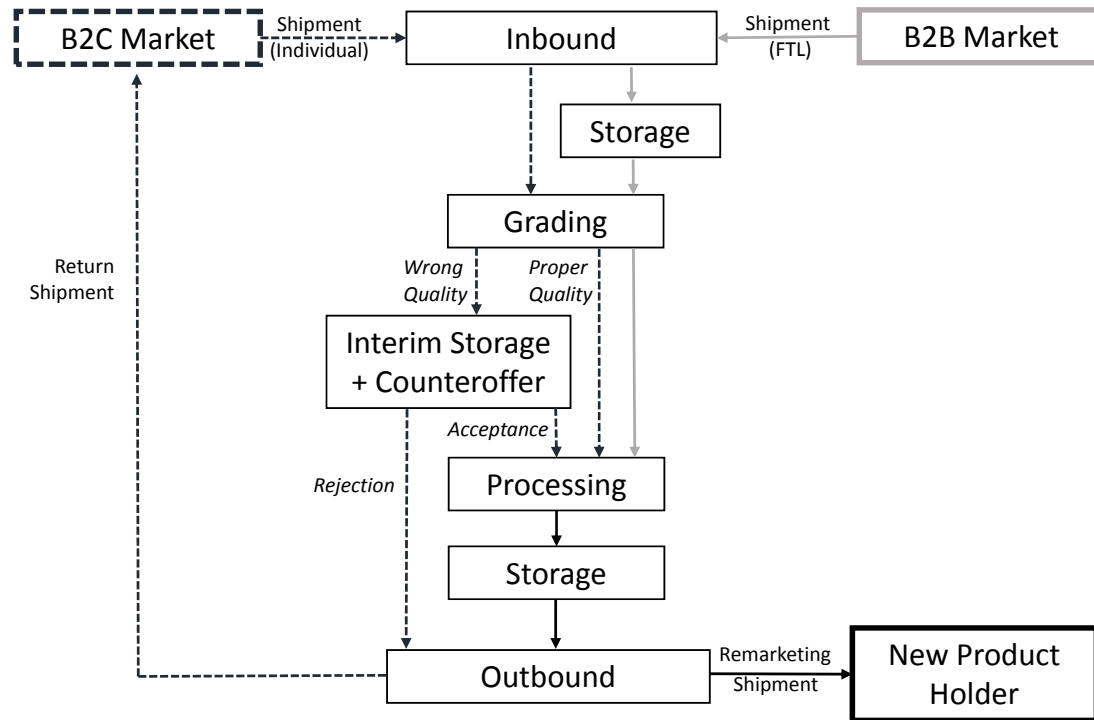 B2C Market
Shipment
(Individual)
Inbound
Shipment
(FTL)
B2B Market
Storage
Grading
Wrong
Quality
Proper
Quality
Return
Shipment
Interim Storage
+ Counteroffer
Acceptance
Rejection
Processing
Storage
Outbound
Remarketing
Shipment
New Product
Holder